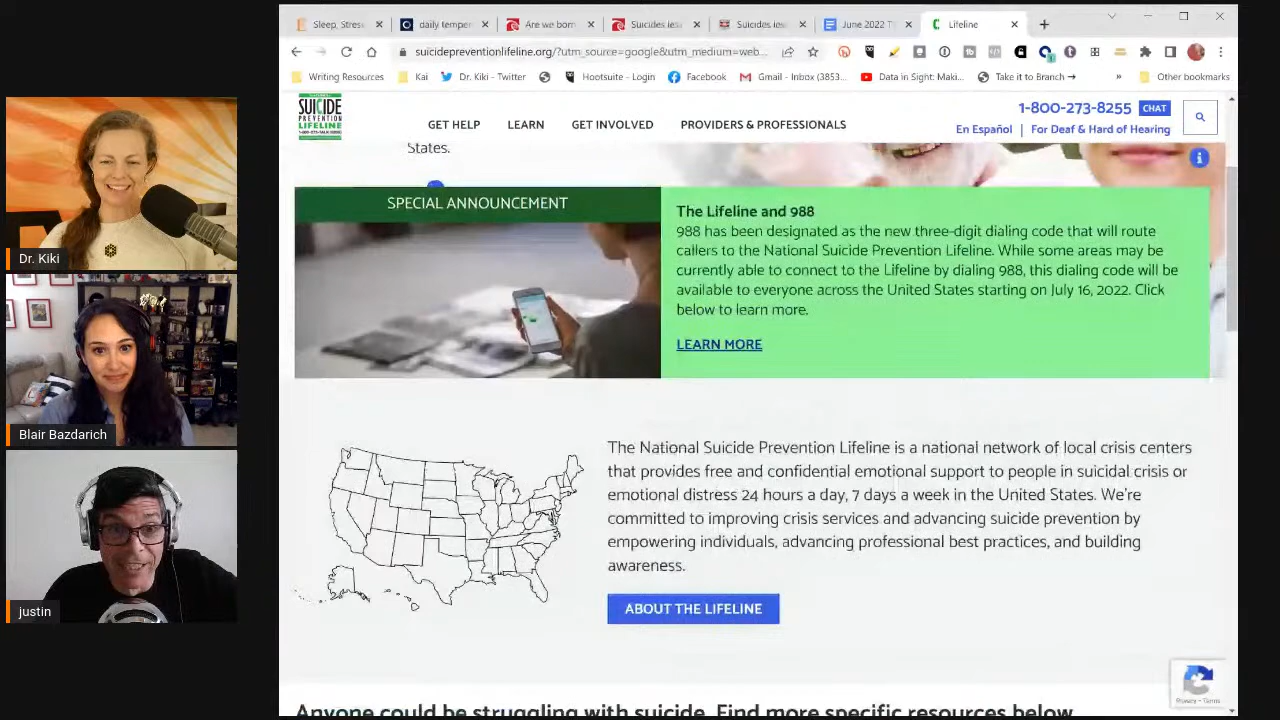 Sleep, Stres
daily temper
Are we born
Suicides les
Suicides les
June 2022 T
Lifeline
suicidepreventionlifeline.org/?utm_source=google&utm_medium=web...
Writing Resources
Kai
Dr. Kiki - Twitter
Hootsuite - Login
Facebook
Gmail - Inbox (3853...
Data in Sight: Maki...
Take it to Branch →
»
Other bookmarks
SUICIDE
PREVENTION
LIFELINE
GET HELP
LEARN
GET INVOLVED
PROVIDERS & PROFESSIONALS
1-800-273-8255 CHAT
En Español | For Deaf & Hard of Hearing
States.
SPECIAL ANNOUNCEMENT
The Lifeline and 988
988 has been designated as the new three-digit dialing code that will route
callers to the National Suicide Prevention Lifeline. While some areas may be
currently able to connect to the Lifeline by dialing 988, this dialing code will be
available to everyone across the United States starting on July 16, 2022. Click
below to learn more.
LEARN MORE
The National Suicide Prevention Lifeline is a national network of local crisis centers
that provides free and confidential emotional support to people in suicidal crisis or
emotional distress 24 hours a day, 7 days a week in the United States. We're
committed to improving crisis services and advancing suicide prevention by
empowering individuals, advancing professional best practices, and building
awareness.
ABOUT THE LIFELINE
Privacy - Terms
Anyone could be struggling with suicide. Find more specific resources below.
Dr. Kiki
Blair Bazdarich
justin